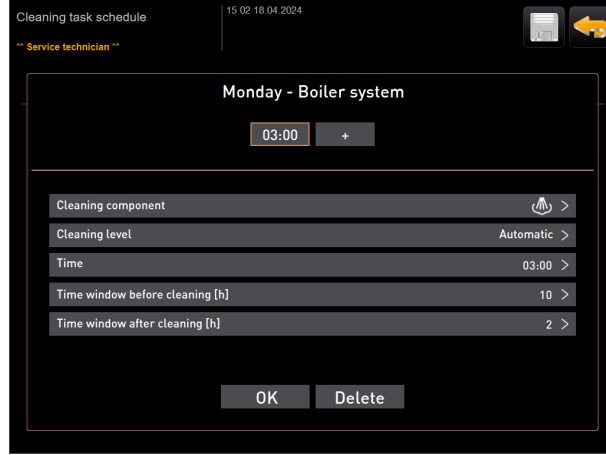 Cleaning task schedule
15 02 18.04.2024
** Service technician **
Monday - Boiler system
03:00 +
Cleaning component >
Cleaning level Automatic >
Time 03:00 >
Time window before cleaning [h] 10 >
Time window after cleaning [h] 2 >
OK Delete